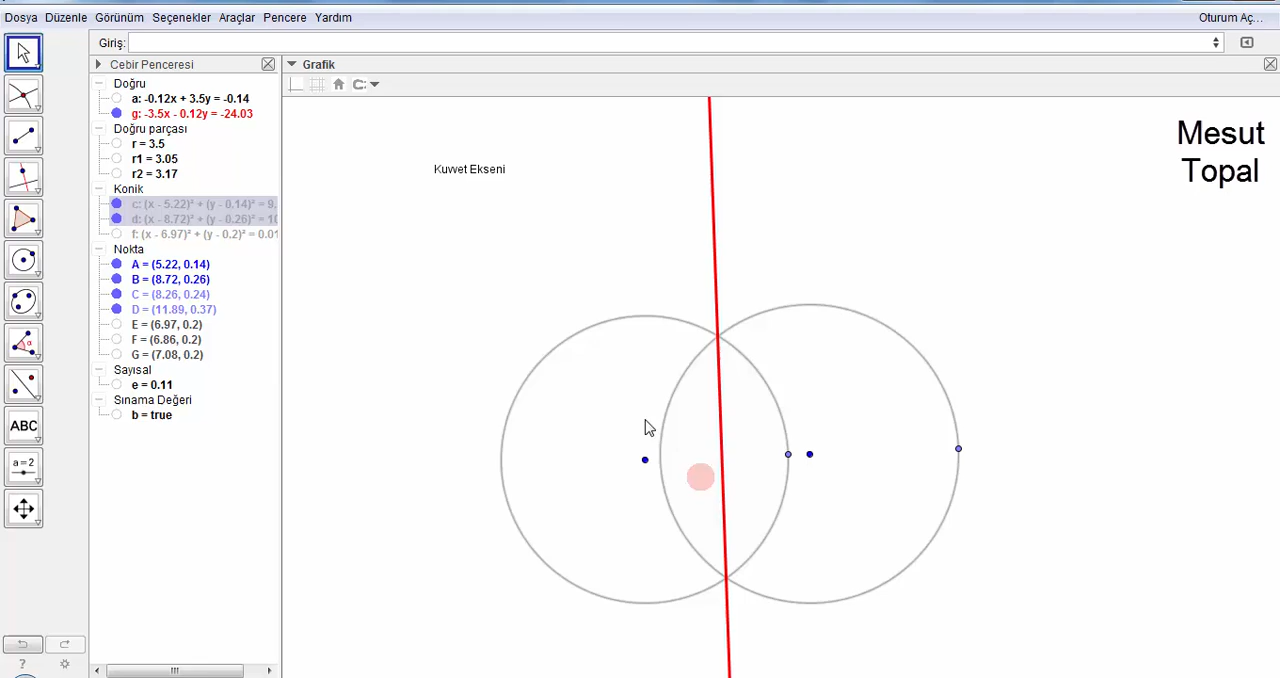 Dosya Düzenle Görünüm Seçenekler Araçlar Pencere Yardım Oturum Aç...
Giriş:
Cebir Penceresi
Grafik
Doğru
a: -0.12x + 3.5y = -0.14
g: -3.5x - 0.12y = -24.03
Doğru parçası
r = 3.5
r1 = 3.05
r2 = 3.17
Konik
c: (x - 5.22)² + (y - 0.14)² = 9.
d: (x - 8.72)² + (y - 0.26)² = 10
f: (x - 6.97)² + (y - 0.2)² = 0.01
Nokta
A = (5.22, 0.14)
B = (8.72, 0.26)
C = (8.26, 0.24)
D = (11.89, 0.37)
E = (6.97, 0.2)
F = (6.86, 0.2)
G = (7.08, 0.2)
Sayısal
e = 0.11
Sınama Değeri
b = true
ABC
a=2
?
Kuvvet Ekseni
Mesut
Topal